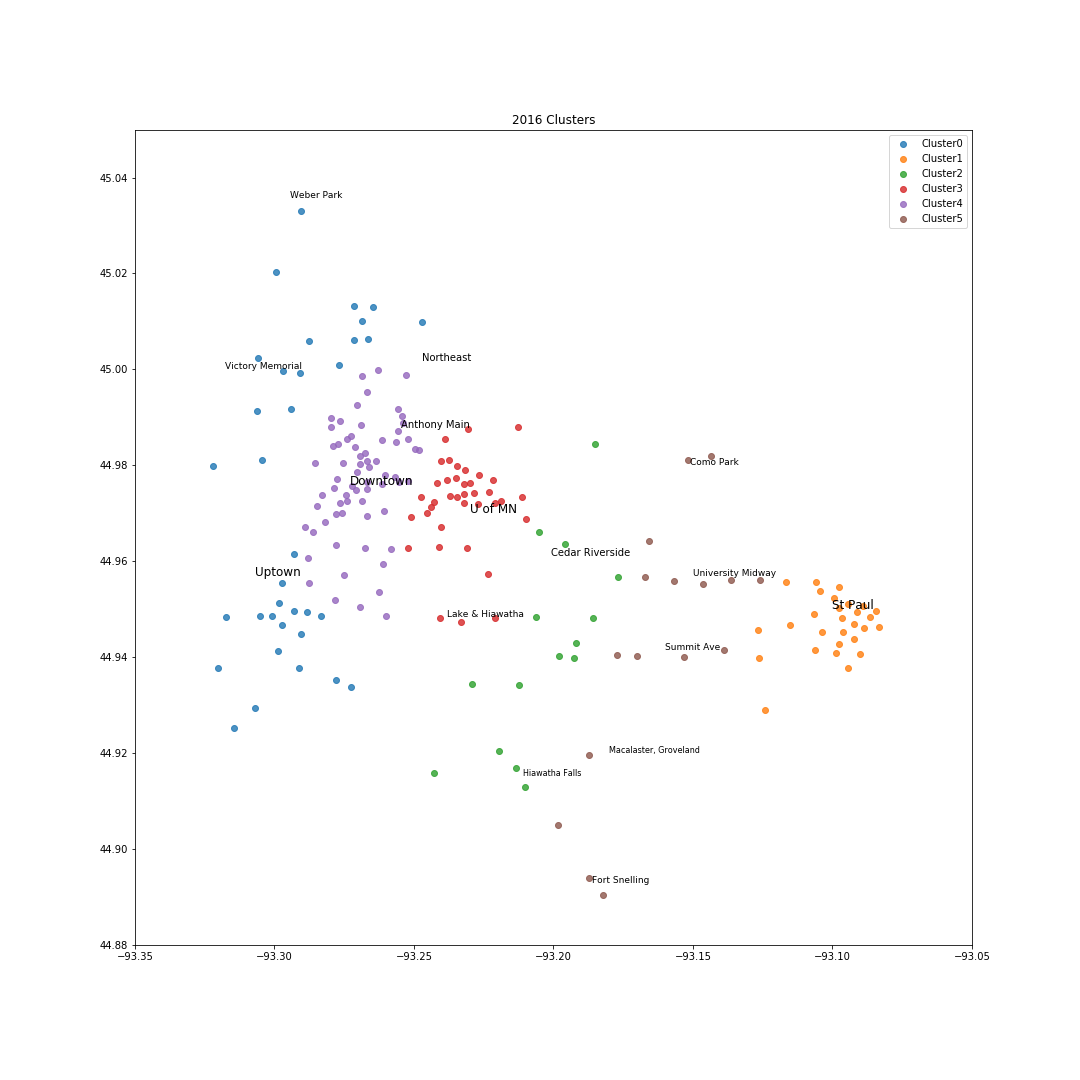 2016 Clusters
Cluster0
Cluster1
Cluster2
Cluster3
Cluster4
Cluster5
45.04
45.02
45.00
44.98
44.96
44.94
44.92
44.90
44.88
Weber Park
Northeast
Victory Memorial
Anthony Main
Como Park
Downtown
U of MN
Cedar Riverside
Uptown
University Midway
St Paul
Lake & Hiawatha
Summit Ave
Macalaster, Groveland
Hiawatha Falls
Fort Snelling
−93.35 −93.30 −93.25 −93.20 −93.15 −93.10 −93.05